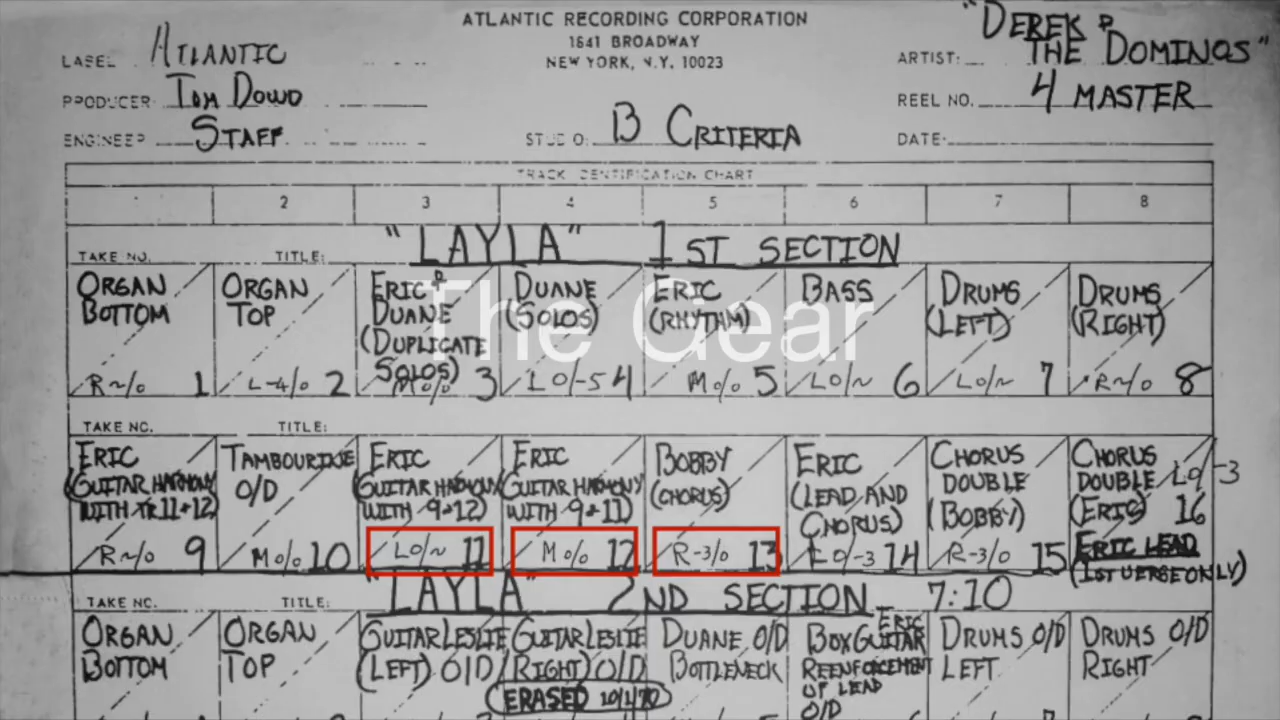 ATLANTIC RECORDING CORPORATION
1841 BROADWAY
NEW YORK, N.Y. 10023
LABEL ATLANTIC
PRODUCER TOM DOWD
ENGINEER STAFF
STUDIO: B CRITERIA
ARTIST: "DEREK & THE DOMINOS"
REEL NO. 4 MASTER
DATE:
TRACK IDENTIFICATION CHART
2 3 4 5 6 7 8
TAKE NO. TITLE: "LAYLA" 1ST SECTION
The Gear
ORGAN BOTTOM R~/0 1
ORGAN TOP L-4/0 2
ERIC & DUANE (DUPLICATE SOLOS) M0/0 3
DUANE (SOLOS) L0/-5 4
ERIC (RHYTHM) M0/0 5
BASS L0/~ 6
DRUMS (LEFT) L0/~ 7
DRUMS (RIGHT) R~/0 8
TAKE NO. TITLE:
ERIC (GUITAR HARMONY WITH TR 11+12) R~/0 9
TAMBOURINE O/D M0/0 10
ERIC (GUITAR HARMONY WITH 9+12) L0/~ 11
ERIC (GUITAR HARMONY WITH 9+11) M0/0 12
BOBBY (CHORUS) R-3/0 13
ERIC (LEAD AND CHORUS) L0/-3 14
CHORUS DOUBLE (BOBBY) R-3/0 15
CHORUS DOUBLE L0/-3 (ERIC) 16
ERIC LEAD (1ST VERSE ONLY)
TAKE NO. TITLE: "LAYLA" 2ND SECTION - 7:10
ORGAN BOTTOM
ORGAN TOP
GUITAR LESLIE (LEFT) O/D
GUITAR LESLIE (RIGHT) O/D
ERASED 10/1/70
DUANE O/D BOTTLENECK
ERIC BOX GUITAR REENFORCEMENT OF LEAD O/D
DRUMS O/D LEFT
DRUMS O/D RIGHT